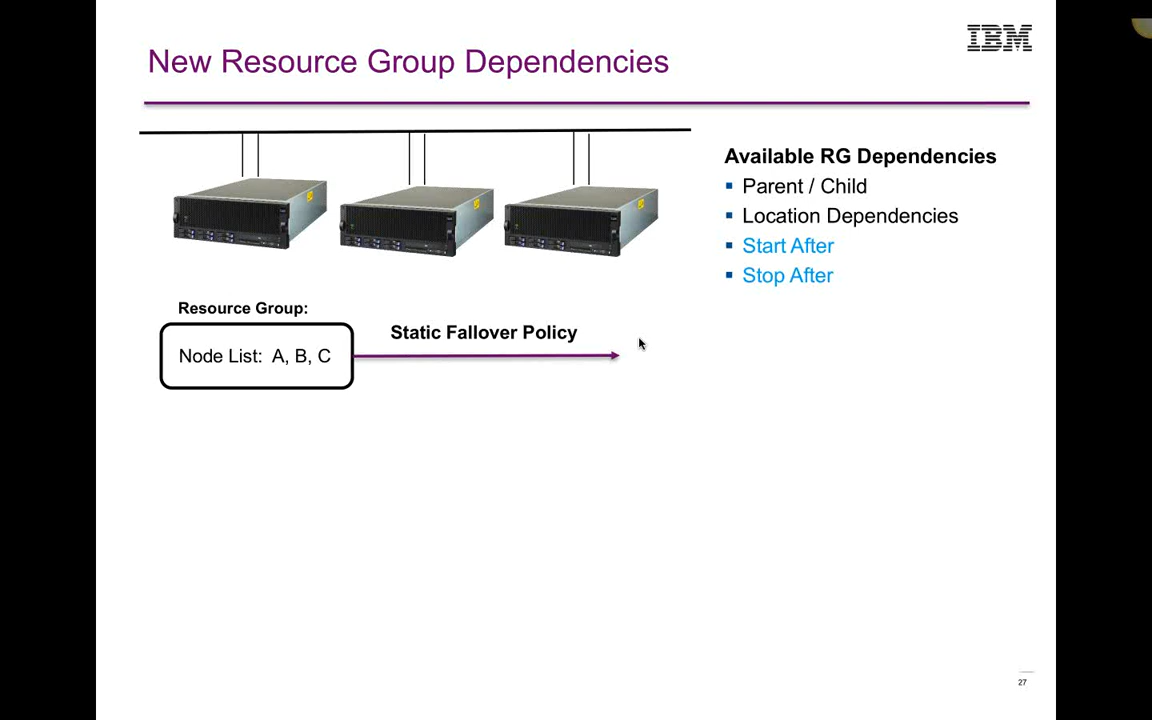 IBM
New Resource Group Dependencies
Available RG Dependencies
Parent / Child
Location Dependencies
Start After
Stop After
Resource Group:
Node List: A, B, C
Static Fallover Policy
27